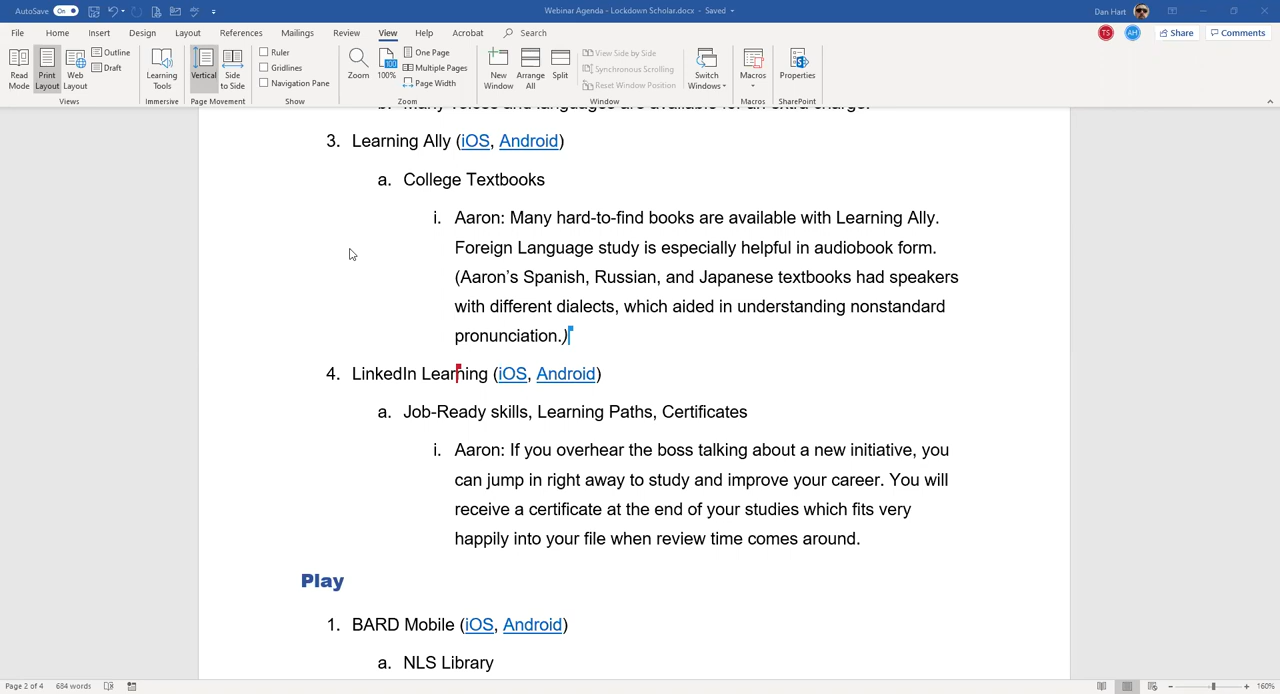 AutoSave On
Webinar Agenda - Lockdown Scholar.docx - Saved
Dan Hart
File Home Insert Draw Design Layout References Mailings Review View Help Acrobat Search
TS AH Share Comments
Read Mode
Print Layout
Web Layout
Outline
Draft
Views
Learning Tools
Immersive
Vertical
Side to Side
Page Movement
Ruler
Gridlines
Navigation Pane
Show
Zoom
100
100%
One Page
Multiple Pages
Page Width
Zoom
New Window
Arrange All
Split
View Side by Side
Synchronous Scrolling
Reset Window Position
Window
Switch Windows
Macros
Macros
Properties
SharePoint
b. Many voices and languages are available for an extra charge.
3. Learning Ally (iOS, Android)
a. College Textbooks
i. Aaron: Many hard-to-find books are available with Learning Ally.
Foreign Language study is especially helpful in audiobook form.
(Aaron's Spanish, Russian, and Japanese textbooks had speakers
with different dialects, which aided in understanding nonstandard
pronunciation.)
4. LinkedIn Learning (iOS, Android)
a. Job-Ready skills, Learning Paths, Certificates
i. Aaron: If you overhear the boss talking about a new initiative, you
can jump in right away to study and improve your career. You will
receive a certificate at the end of your studies which fits very
happily into your file when review time comes around.
Play
1. BARD Mobile (iOS, Android)
a. NLS Library
Page 2 of 4 684 words
160%